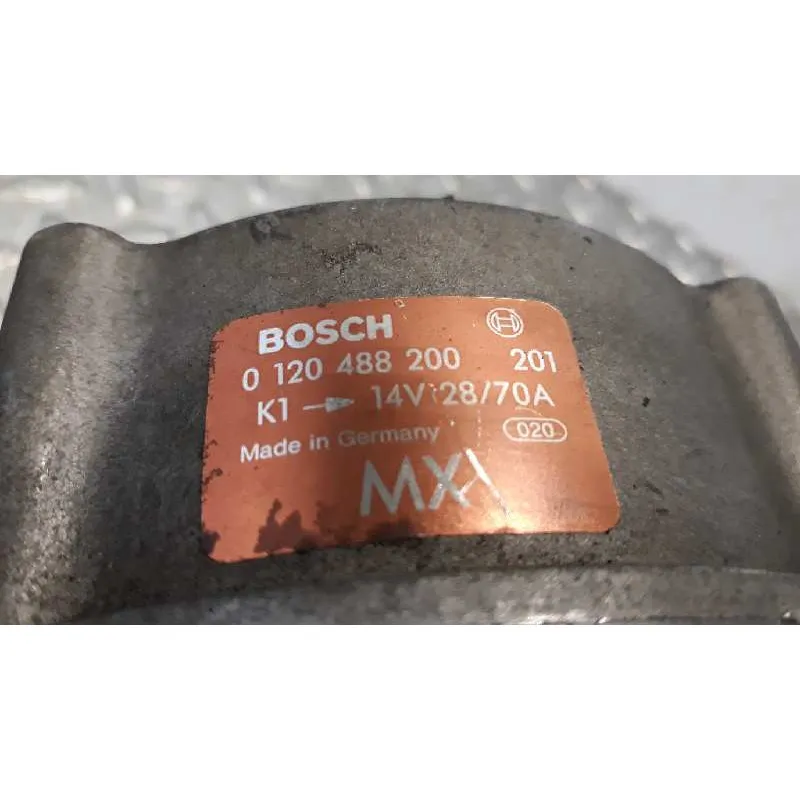 BOSCH
0 120 488 200 201
K1 → 14V 28/70A
Made in Germany 020
MX